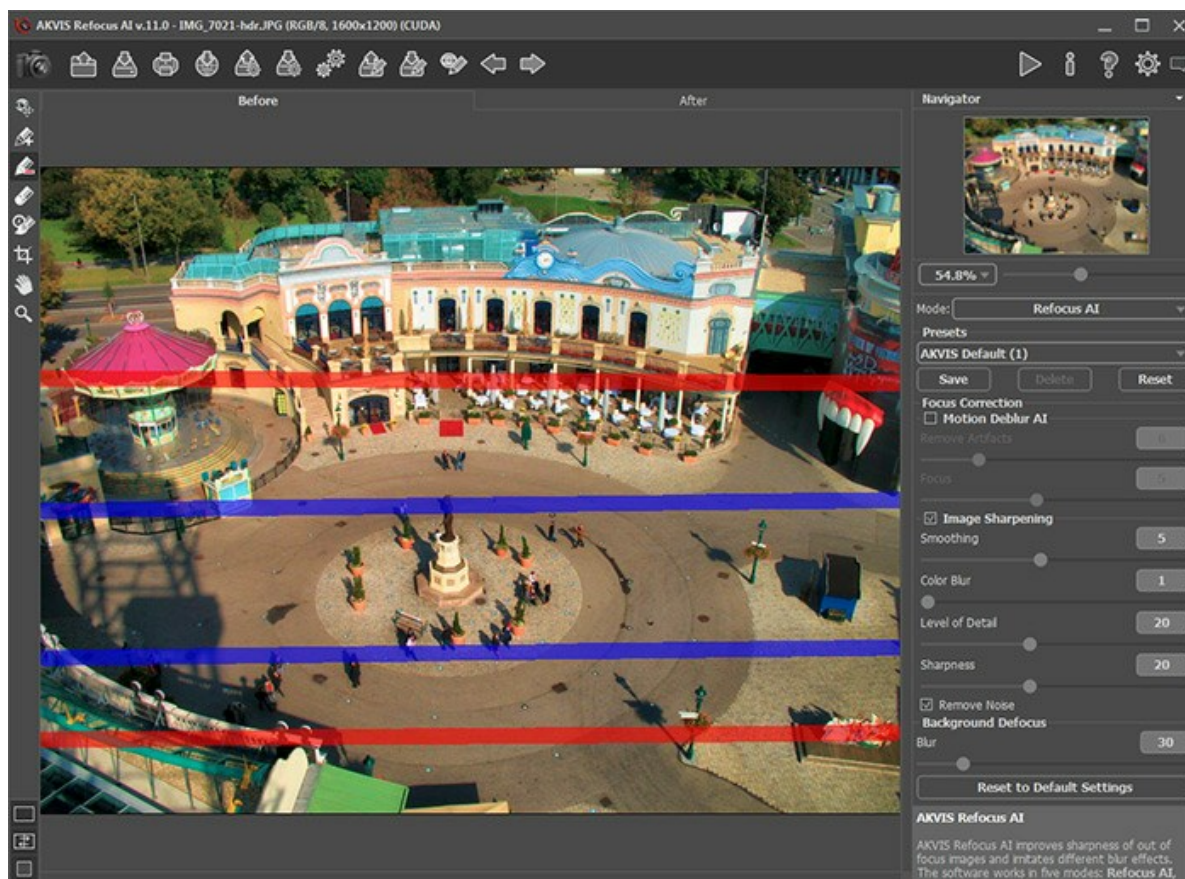 AKVIS Refocus AI v.11.0 - IMG_7021-hdr.JPG (RGB/8, 1600x1200) (CUDA)
Before
After
Navigator
54.8%
Mode:
Refocus AI
Presets
AKVIS Default (1)
Save
Delete
Reset
Focus Correction
Motion Deblur AI
Remove Artifacts
6
Focus
5
Image Sharpening
Smoothing
5
Color Blur
1
Level of Detail
20
Sharpness
20
Remove Noise
Background Defocus
Blur
30
Reset to Default Settings
AKVIS Refocus AI
AKVIS Refocus AI improves sharpness of out of
focus images and imitates different blur effects.
The software works in five modes: Refocus AI,